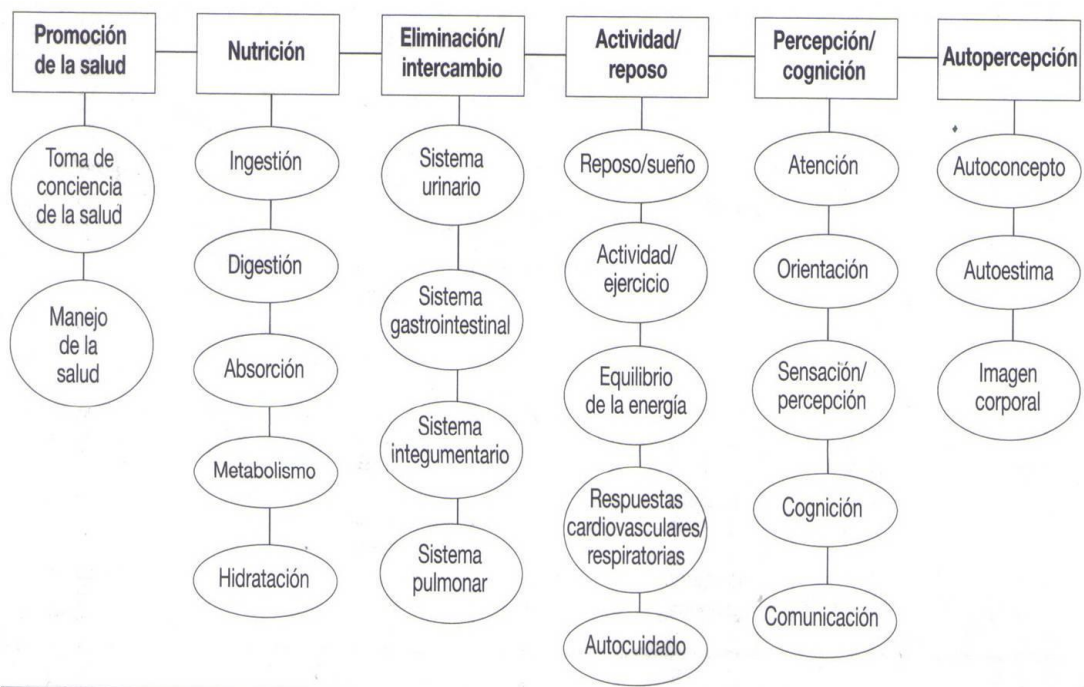 Promoción
de la salud
Nutrición
Eliminación/
intercambio
Actividad/
reposo
Percepción/
cognición
Autopercepción
Toma de
conciencia
de la salud
Manejo
de la
salud
Ingestión
Digestión
Absorción
Metabolismo
Hidratación
Sistema
urinario
Sistema
gastrointestinal
Sistema
integumentario
Sistema
pulmonar
Reposo/sueño
Actividad/
ejercicio
Equilibrio
de la energía
Respuestas
cardiovasculares/
respiratorias
Autocuidado
Atención
Orientación
Sensación/
percepción
Cognición
Comunicación
Autoconcepto
Autoestima
Imagen
corporal